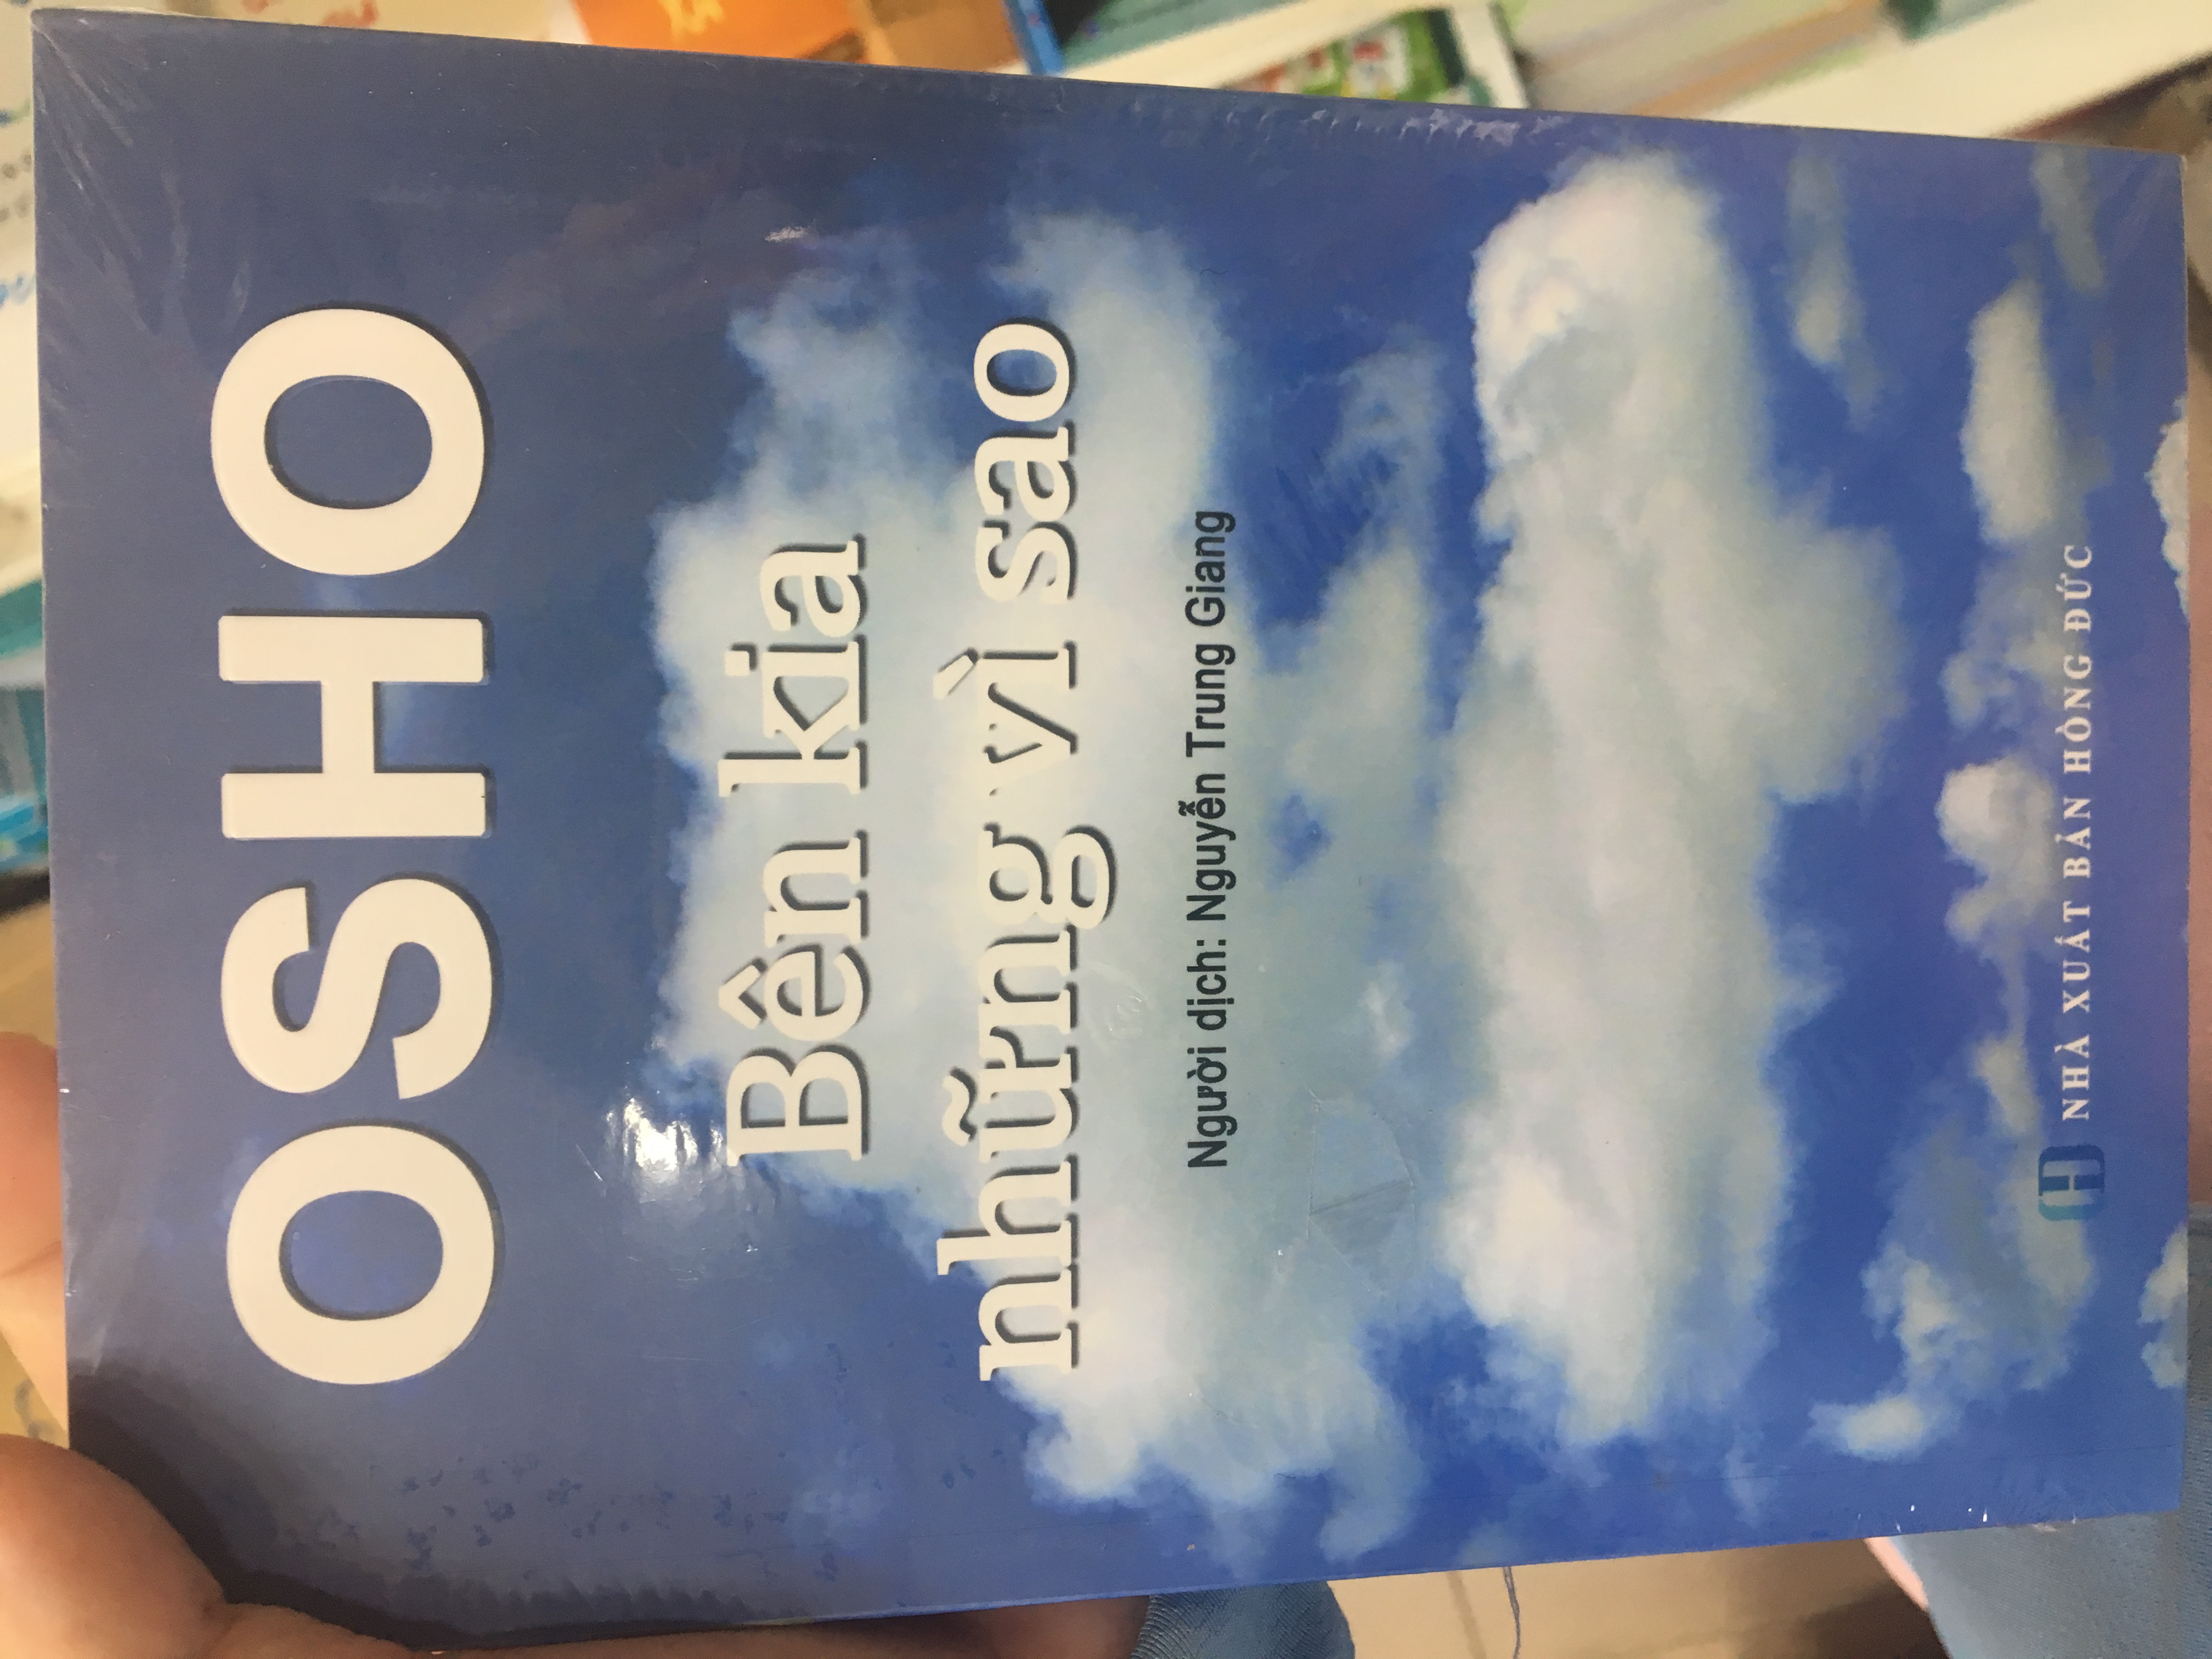 OSHO
Bên kia
những vì sao
Người dịch: Nguyễn Trung Giang
NHÀ XUẤT BẢN HỒNG ĐỨC